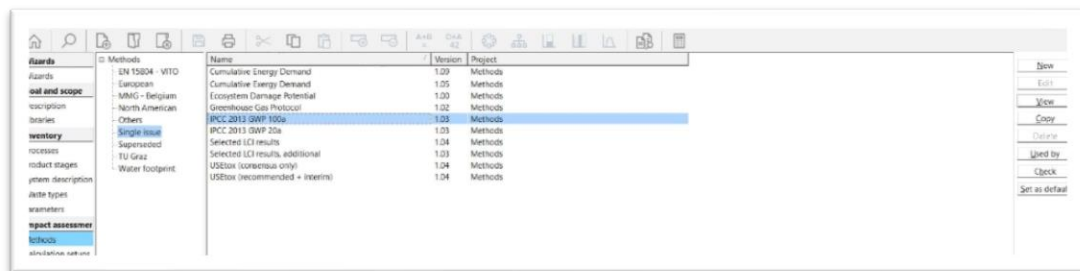 A+B
=
O=A
42
Wizards
Wizards
Goal and scope
Description
Libraries
Inventory
Processes
Product stages
System description
Waste types
Parameters
Impact assessmen
Methods
Calculation setups
Methods
EN 15804 - VITO
European
MMG - Belgium
North American
Others
Single issue
Superseded
TU Graz
Water footprint
Name / Version Project
Cumulative Energy Demand 1.09 Methods
Cumulative Exergy Demand 1.05 Methods
Ecosystem Damage Potential 1.00 Methods
Greenhouse Gas Protocol 1.02 Methods
IPCC 2013 GWP 100a 1.03 Methods
IPCC 2013 GWP 20a 1.03 Methods
Selected LCI results 1.04 Methods
Selected LCI results, additional 1.03 Methods
USEtox (consensus only) 1.04 Methods
USEtox (recommended + interim) 1.04 Methods
New
Edit
View
Copy
Delete
Used by
Check
Set as defaul